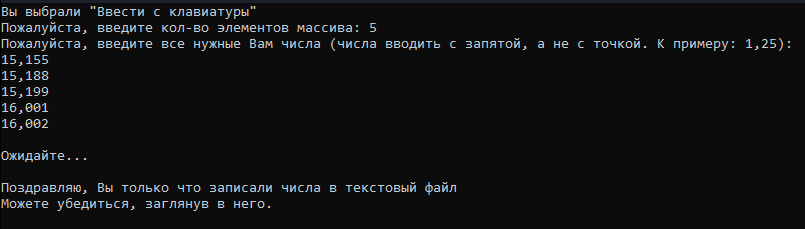 Вы выбрали "Ввести с клавиатуры"
Пожалуйста, введите кол-во элементов массива: 5
Пожалуйста, введите все нужные Вам числа (числа вводить с запятой, а не с точкой. К примеру: 1,25):
15,155
15,188
15,199
16,001
16,002
Ожидайте...
Поздравляю, Вы только что записали числа в текстовый файл
Можете убедиться, заглянув в него.